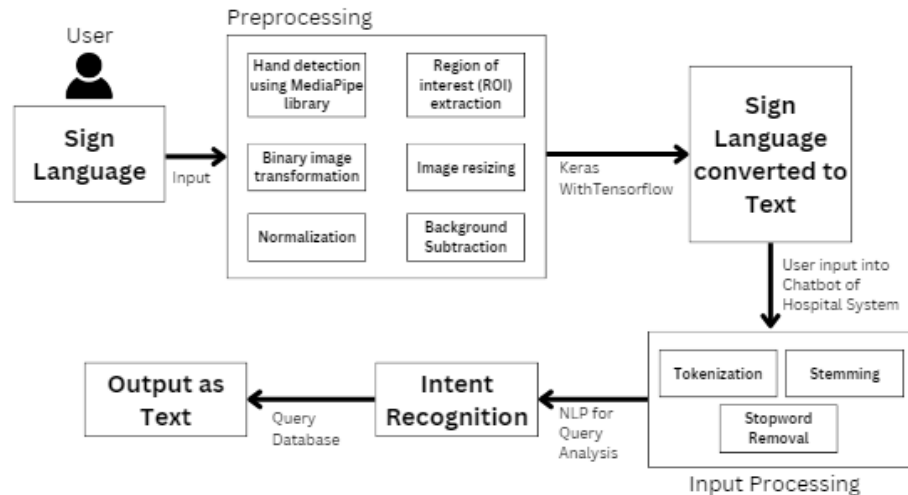 Preprocessing
User
Hand detection
using MediaPipe
library
Region of
interest (ROI)
extraction
Sign
Language
Input
Binary image
transformation
Image resizing
Normalization
Background
Subtraction
Keras
WithTensorflow
Sign
Language
converted to
Text
User input into
Chatbot of
Hospital System
Tokenization
Stemming
Stopword
Removal
Input Processing
NLP for
Query
Analysis
Intent
Recognition
Query
Database
Output as
Text